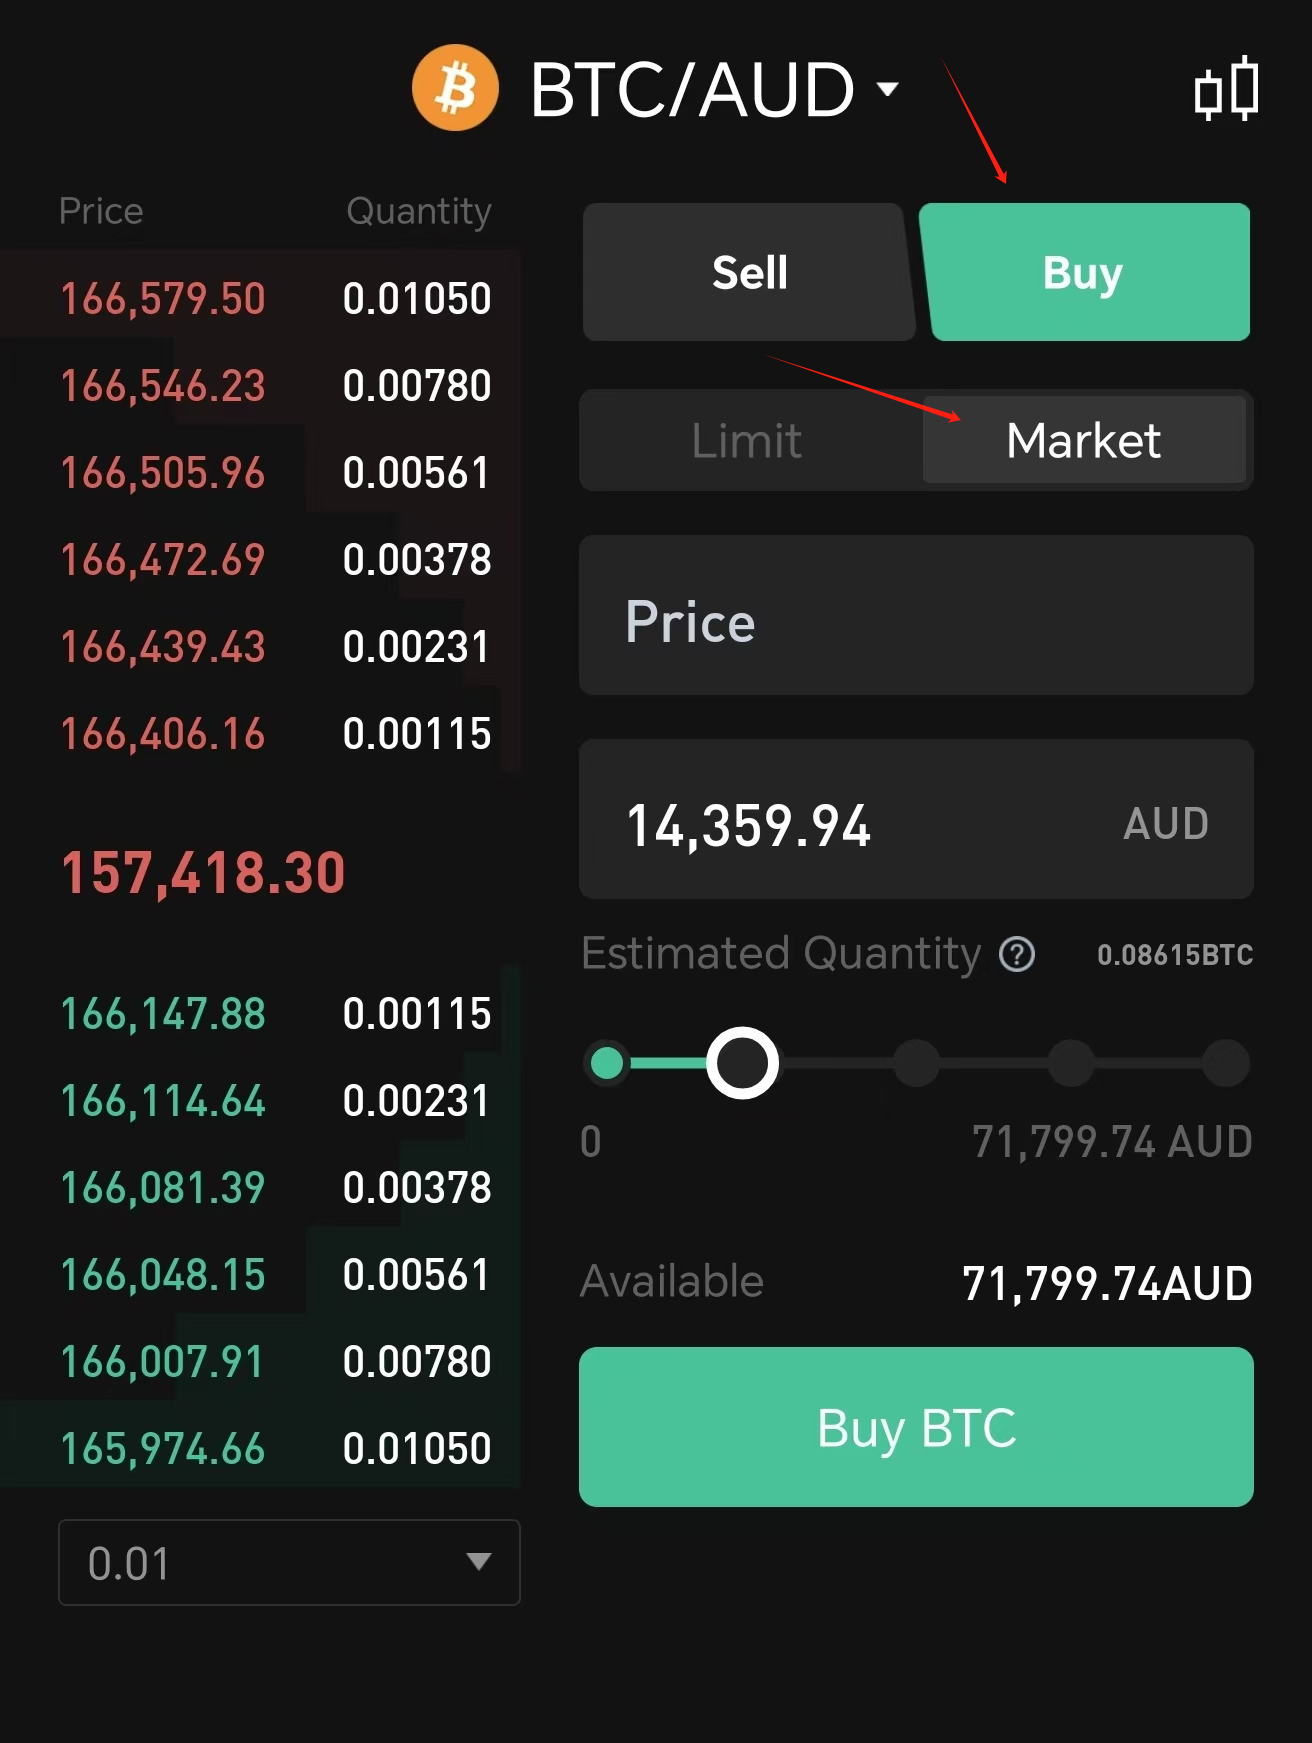 BTC/AUD
Price Quantity
166,579.50 0.01050
166,546.23 0.00780
166,505.96 0.00561
166,472.69 0.00378
166,439.43 0.00231
166,406.16 0.00115
157,418.30
166,147.88 0.00115
166,114.64 0.00231
166,081.39 0.00378
166,048.15 0.00561
166,007.91 0.00780
165,974.66 0.01050
0.01
Sell Buy
Limit Market
Price
14,359.94 AUD
Estimated Quantity ? 0.08615BTC
0 71,799.74 AUD
Available 71,799.74AUD
Buy BTC